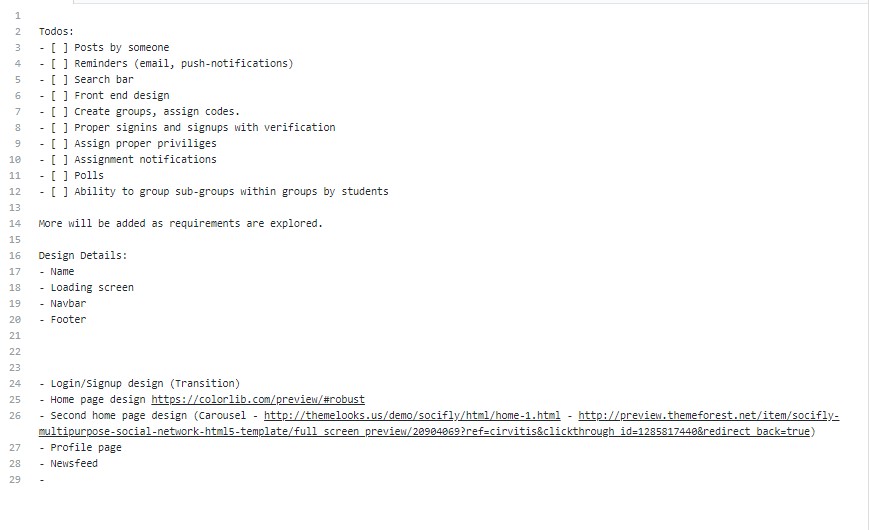 1
2 Todos:
3 - [ ] Posts by someone
4 - [ ] Reminders (email, push-notifications)
5 - [ ] Search bar
6 - [ ] Front end design
7 - [ ] Create groups, assign codes.
8 - [ ] Proper signins and signups with verification
9 - [ ] Assign proper priviliges
10 - [ ] Assignment notifications
11 - [ ] Polls
12 - [ ] Ability to group sub-groups within groups by students
13
14 More will be added as requirements are explored.
15
16 Design Details:
17 - Name
18 - Loading screen
19 - Navbar
20 - Footer
21
22
23
24 - Login/Signup design (Transition)
25 - Home page design https://colorlib.com/preview/#robust
26 - Second home page design (Carousel - http://themelooks.us/demo/socifly/html/home-1.html - http://preview.themeforest.net/item/socifly-
multipurpose-social-network-html5-template/full_screen_preview/20904069?ref=cirvitis&clickthrough_id=1285817440&redirect_back=true)
27 - Profile page
28 - Newsfeed
29 -